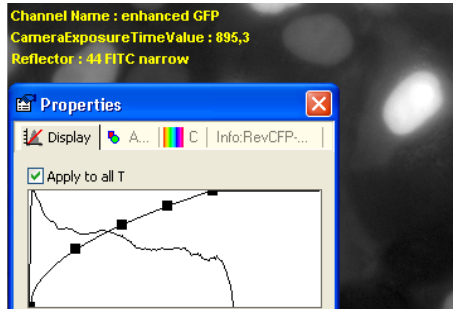 Channel Name : enhanced GFP
CameraExposureTimeValue : 895,3
Reflector : 44 FITC narrow
Properties
Display A... C Info:RevCFP-...
Apply to all T